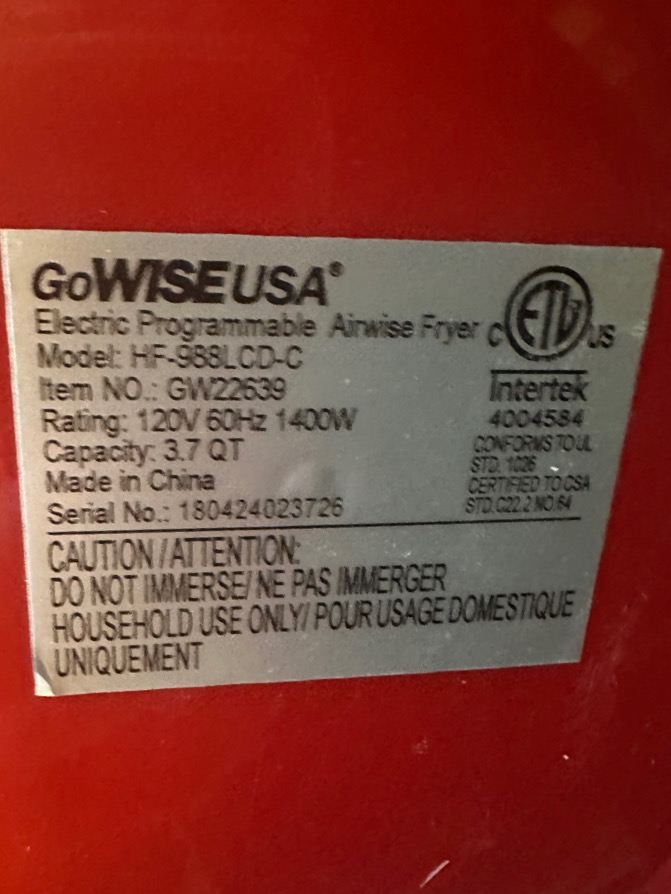 GoWISEUSA®
Electric Programmable Airwise Fryer
Model: HF-988LCD-C
Item NO.: GW22639
Rating: 120V 60Hz 1400W
Capacity: 3.7 QT
Made in China
Serial No.: 180424023726
C ETL US
Intertek
4004584
CONFORMS TO UL
STD. 1026
CERTIFIED TO CSA
STD.C22.2 NO.64
CAUTION / ATTENTION:
DO NOT IMMERSE/ NE PAS IMMERGER
HOUSEHOLD USE ONLY/ POUR USAGE DOMESTIQUE
UNIQUEMENT